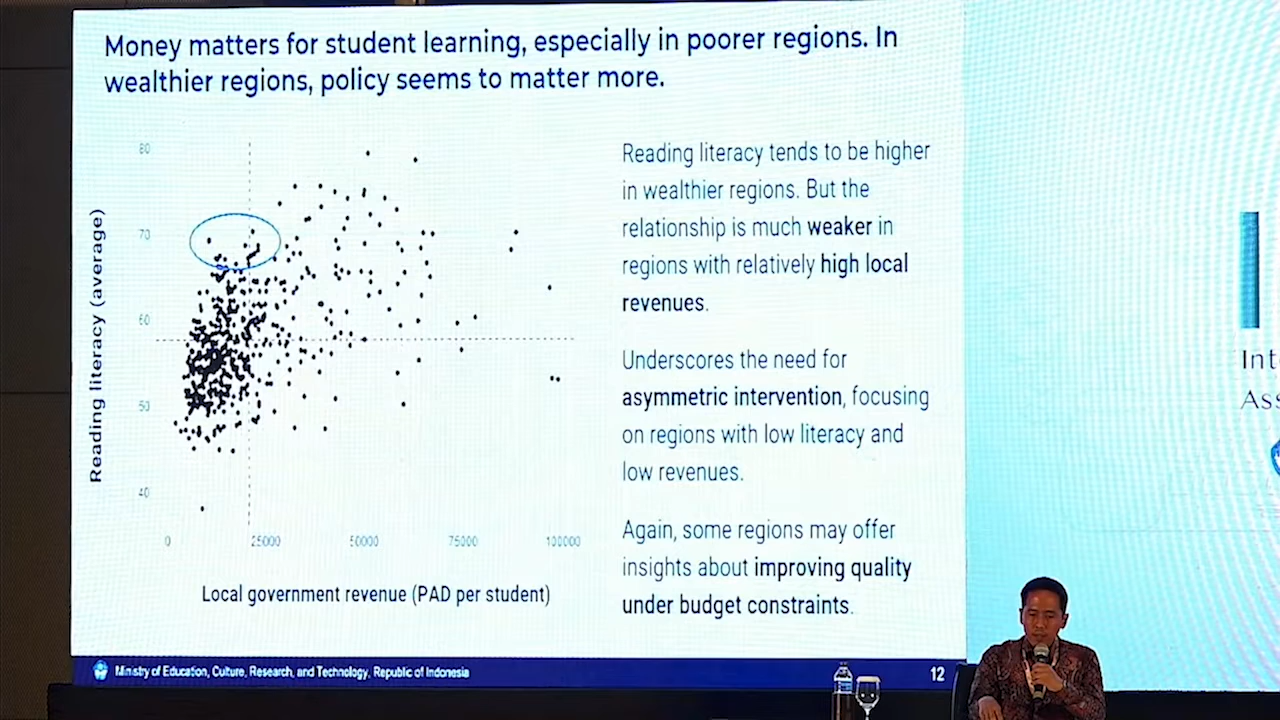 Money matters for student learning, especially in poorer regions. In
wealthier regions, policy seems to matter more.
80
70
60
50
40
Reading literacy (average)
0 25000 50000 75000 100000
Local government revenue (PAD per student)
Reading literacy tends to be higher
in wealthier regions. But the
relationship is much weaker in
regions with relatively high local
revenues.
Underscores the need for
asymmetric intervention, focusing
on regions with low literacy and
low revenues.
Again, some regions may offer
insights about improving quality
under budget constraints.
Ministry of Education, Culture, Research, and Technology, Republic of Indonesia
12
Int
Ass